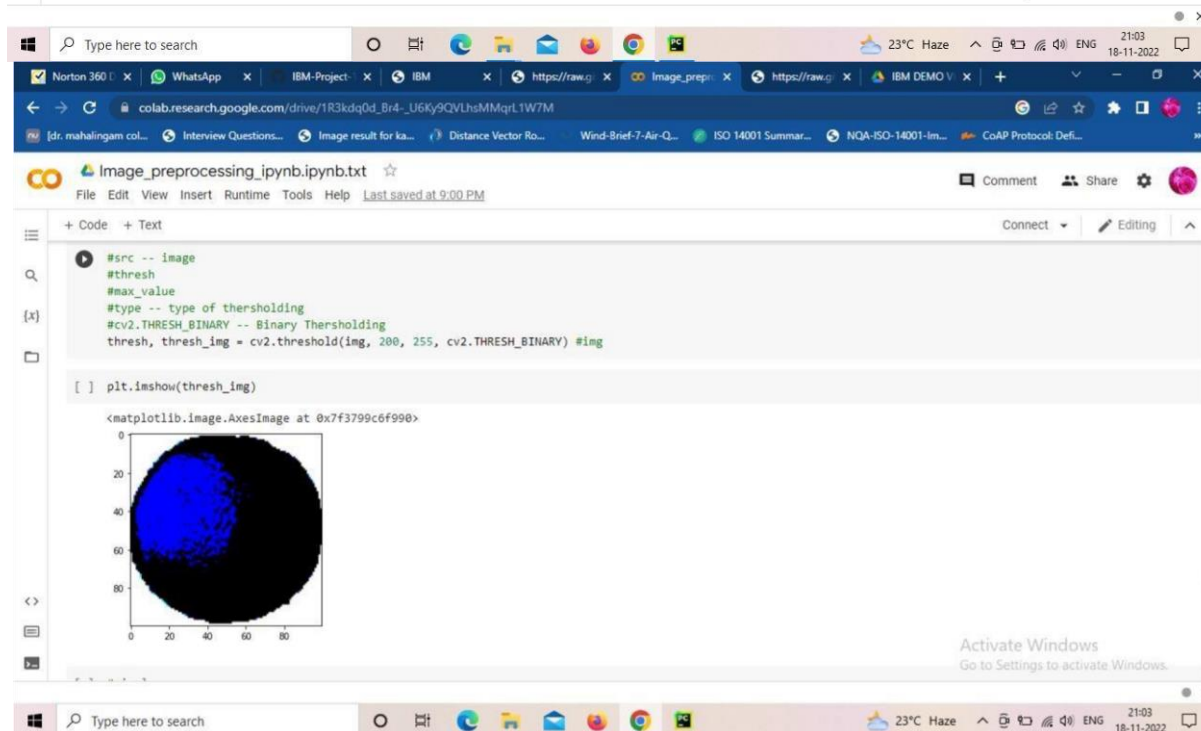 Type here to search
23°C Haze
ENG
21:03
18-11-2022
Norton 360 D
WhatsApp
IBM-Project-
IBM
https://raw.g
Image_prepr
https://raw.g
IBM DEMO V
colab.research.google.com/drive/1R3kdq0d_Br4-_U6Ky9QVLhsMMqrL1W7M
[dr. mahalingam col...
Interview Questions...
Image result for ka...
Distance Vector Ro...
Wind-Brief-7-Air-Q...
ISO 14001 Summar...
NQA-ISO-14001-Im...
CoAP Protocol: Defi...
CO
Image_preprocessing_ipynb.ipynb.txt
File Edit View Insert Runtime Tools Help Last saved at 9:00 PM
Comment
Share
+ Code + Text
Connect
Editing
#src -- image
#thresh
#max_value
#type -- type of thersholding
#cv2.THRESH_BINARY -- Binary Thersholding
thresh, thresh_img = cv2.threshold(img, 200, 255, cv2.THRESH_BINARY) #img
{x}
[ ] plt.imshow(thresh_img)
<matplotlib.image.AxesImage at 0x7f3799c6f990>
0
20
40
60
80
0 20 40 60 80
Activate Windows
Go to Settings to activate Windows.
Type here to search
23°C Haze
ENG
21:03
18-11-2022